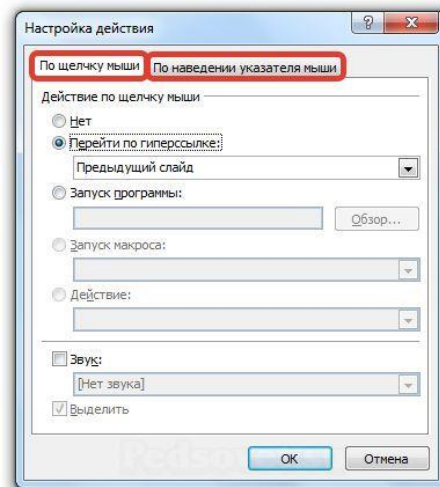 Настройка действия
По щелчку мыши По наведении указателя мыши
Действие по щелчку мыши
Нет
Перейти по гиперссылке:
Предыдущий слайд
Запуск программы:
Обзор...
Запуск макроса:
Действие:
Звук:
[Нет звука]
Выделить
ОК Отмена